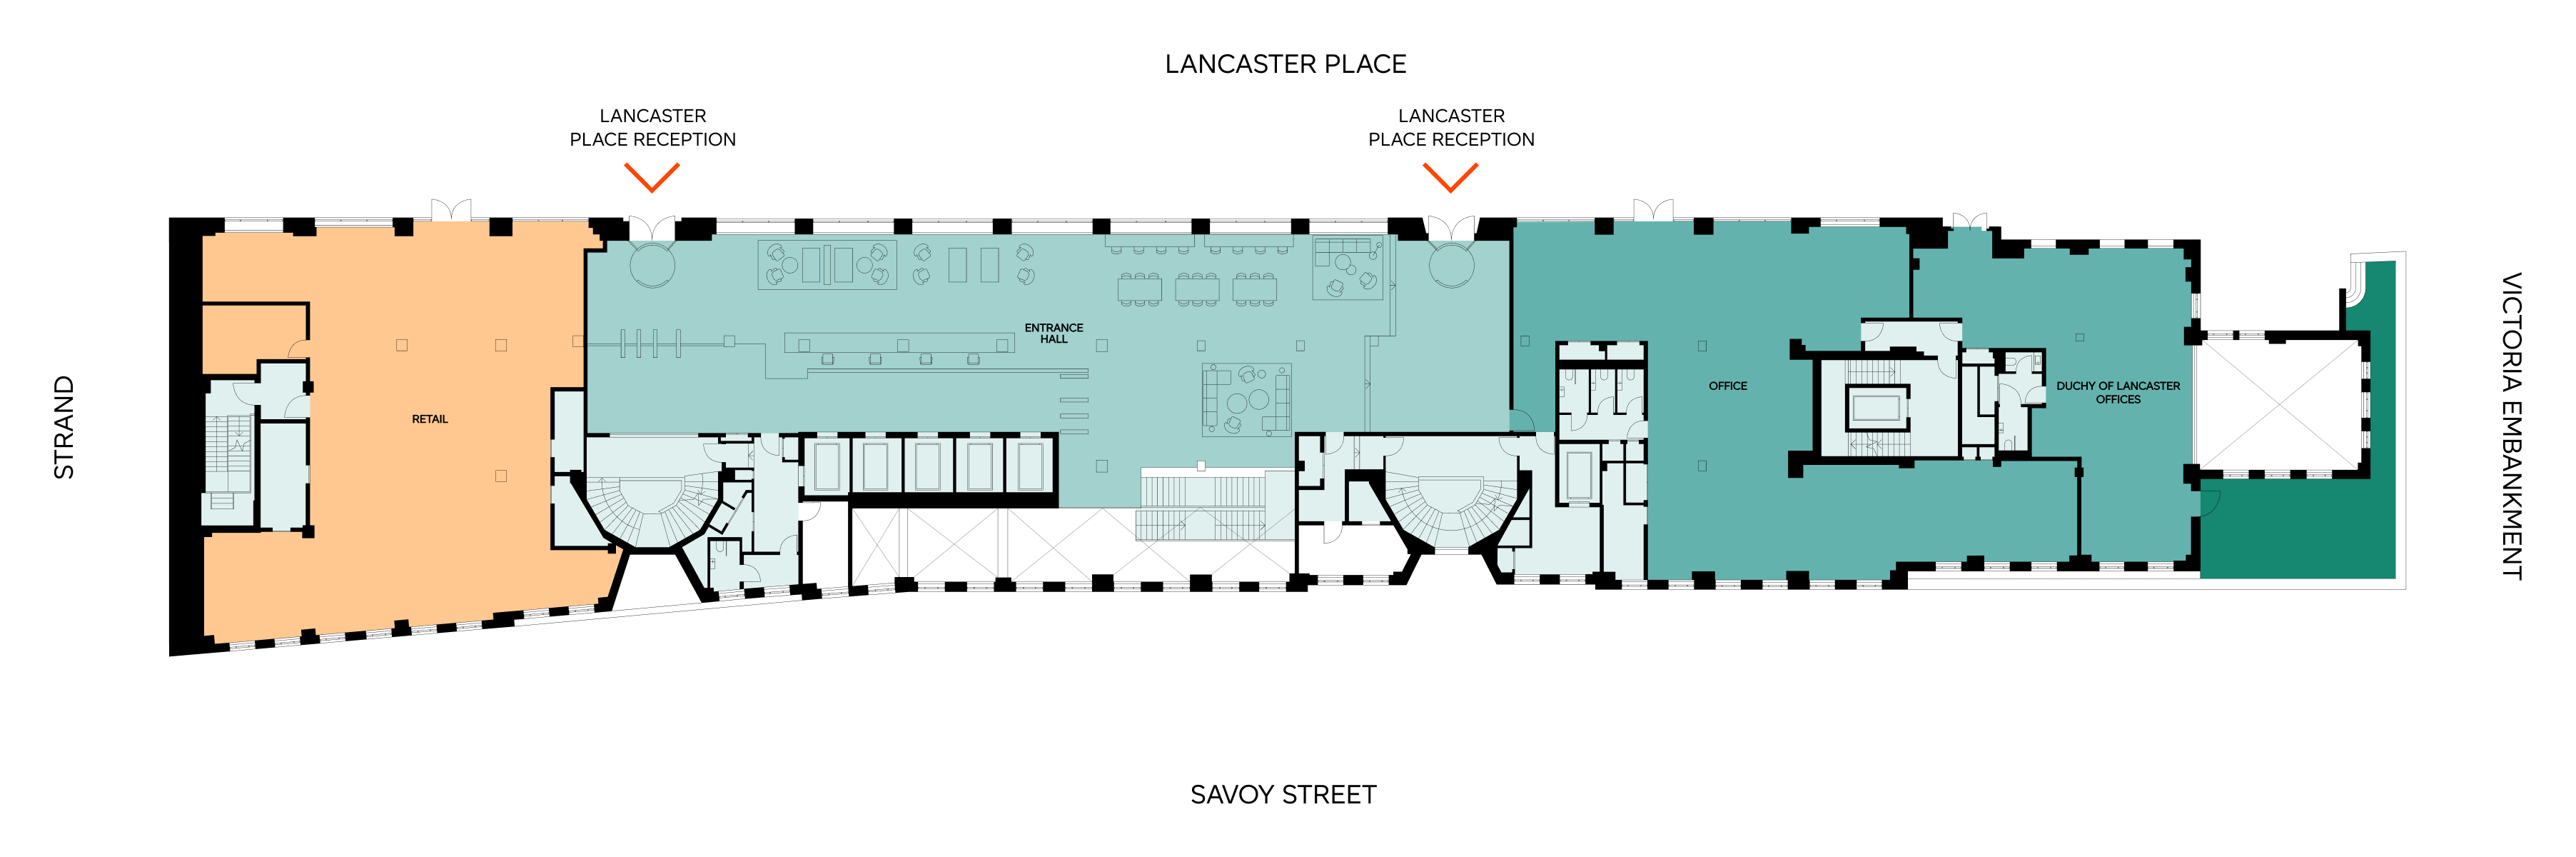 LANCASTER PLACE
LANCASTER
PLACE RECEPTION
LANCASTER
PLACE RECEPTION
STRAND
RETAIL
ENTRANCE
HALL
OFFICE
DUCHY OF LANCASTER
OFFICES
VICTORIA EMBANKMENT
SAVOY STREET